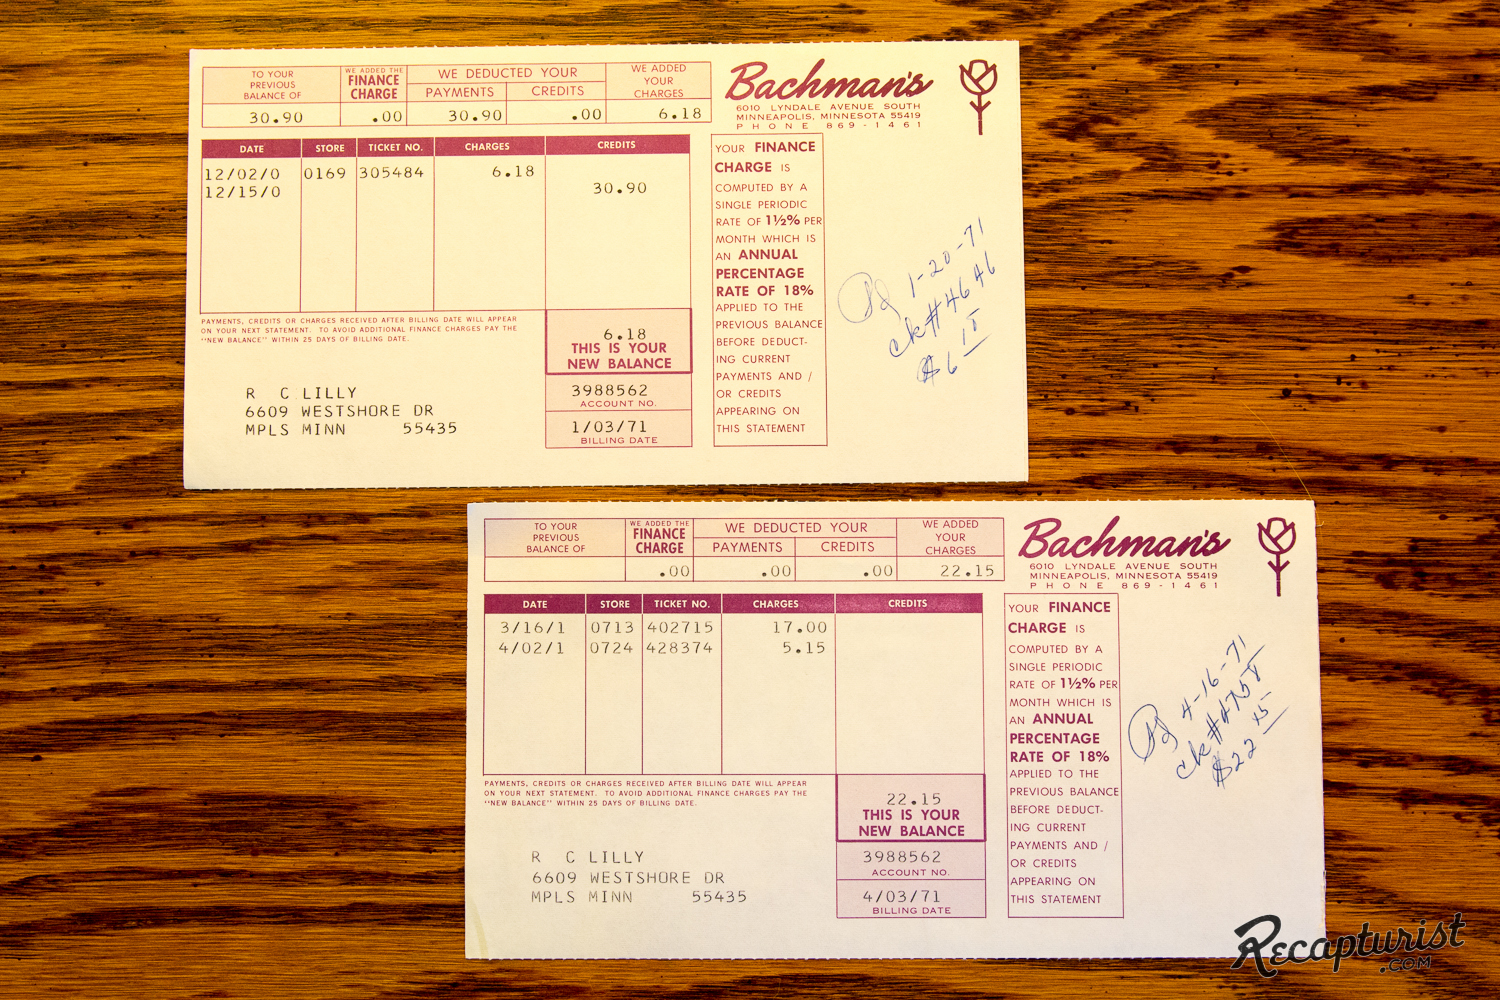 TO YOUR PREVIOUS BALANCE OF
WE ADDED THE FINANCE CHARGE
WE DEDUCTED YOUR
PAYMENTS CREDITS
WE ADDED YOUR CHARGES
30.90 .00 30.90 .00 6.18
Bachman's
6010 LYNDALE AVENUE SOUTH
MINNEAPOLIS, MINNESOTA 55419
PHONE 869-1461
DATE STORE TICKET NO. CHARGES CREDITS
12/02/0 0169 305484 6.18
12/15/0 30.90
YOUR FINANCE
CHARGE IS
COMPUTED BY A
SINGLE PERIODIC
RATE OF 1½% PER
MONTH WHICH IS
AN ANNUAL
PERCENTAGE
RATE OF 18%
APPLIED TO THE
PREVIOUS BALANCE
BEFORE DEDUCT-
ING CURRENT
PAYMENTS AND /
OR CREDITS
APPEARING ON
THIS STATEMENT
Pd 1-20-71
ck# 4646
$6 18
PAYMENTS, CREDITS OR CHARGES RECEIVED AFTER BILLING DATE WILL APPEAR
ON YOUR NEXT STATEMENT. TO AVOID ADDITIONAL FINANCE CHARGES PAY THE
"NEW BALANCE" WITHIN 25 DAYS OF BILLING DATE.
6.18
THIS IS YOUR
NEW BALANCE
3988562
ACCOUNT NO.
1/03/71
BILLING DATE
R C LILLY
6609 WESTSHORE DR
MPLS MINN 55435
TO YOUR PREVIOUS BALANCE OF
WE ADDED THE FINANCE CHARGE
WE DEDUCTED YOUR
PAYMENTS CREDITS
WE ADDED YOUR CHARGES
.00 .00 .00 22.15
Bachman's
6010 LYNDALE AVENUE SOUTH
MINNEAPOLIS, MINNESOTA 55419
PHONE 869-1461
DATE STORE TICKET NO. CHARGES CREDITS
3/16/1 0713 402715 17.00
4/02/1 0724 428374 5.15
YOUR FINANCE
CHARGE IS
COMPUTED BY A
SINGLE PERIODIC
RATE OF 1½% PER
MONTH WHICH IS
AN ANNUAL
PERCENTAGE
RATE OF 18%
APPLIED TO THE
PREVIOUS BALANCE
BEFORE DEDUCT-
ING CURRENT
PAYMENTS AND /
OR CREDITS
APPEARING ON
THIS STATEMENT
Pd 4-16-71
ck# 4758
$22 15
PAYMENTS, CREDITS OR CHARGES RECEIVED AFTER BILLING DATE WILL APPEAR
ON YOUR NEXT STATEMENT. TO AVOID ADDITIONAL FINANCE CHARGES PAY THE
"NEW BALANCE" WITHIN 25 DAYS OF BILLING DATE.
22.15
THIS IS YOUR
NEW BALANCE
3988562
ACCOUNT NO.
4/03/71
BILLING DATE
R C LILLY
6609 WESTSHORE DR
MPLS MINN 55435
Recapturist
.COM